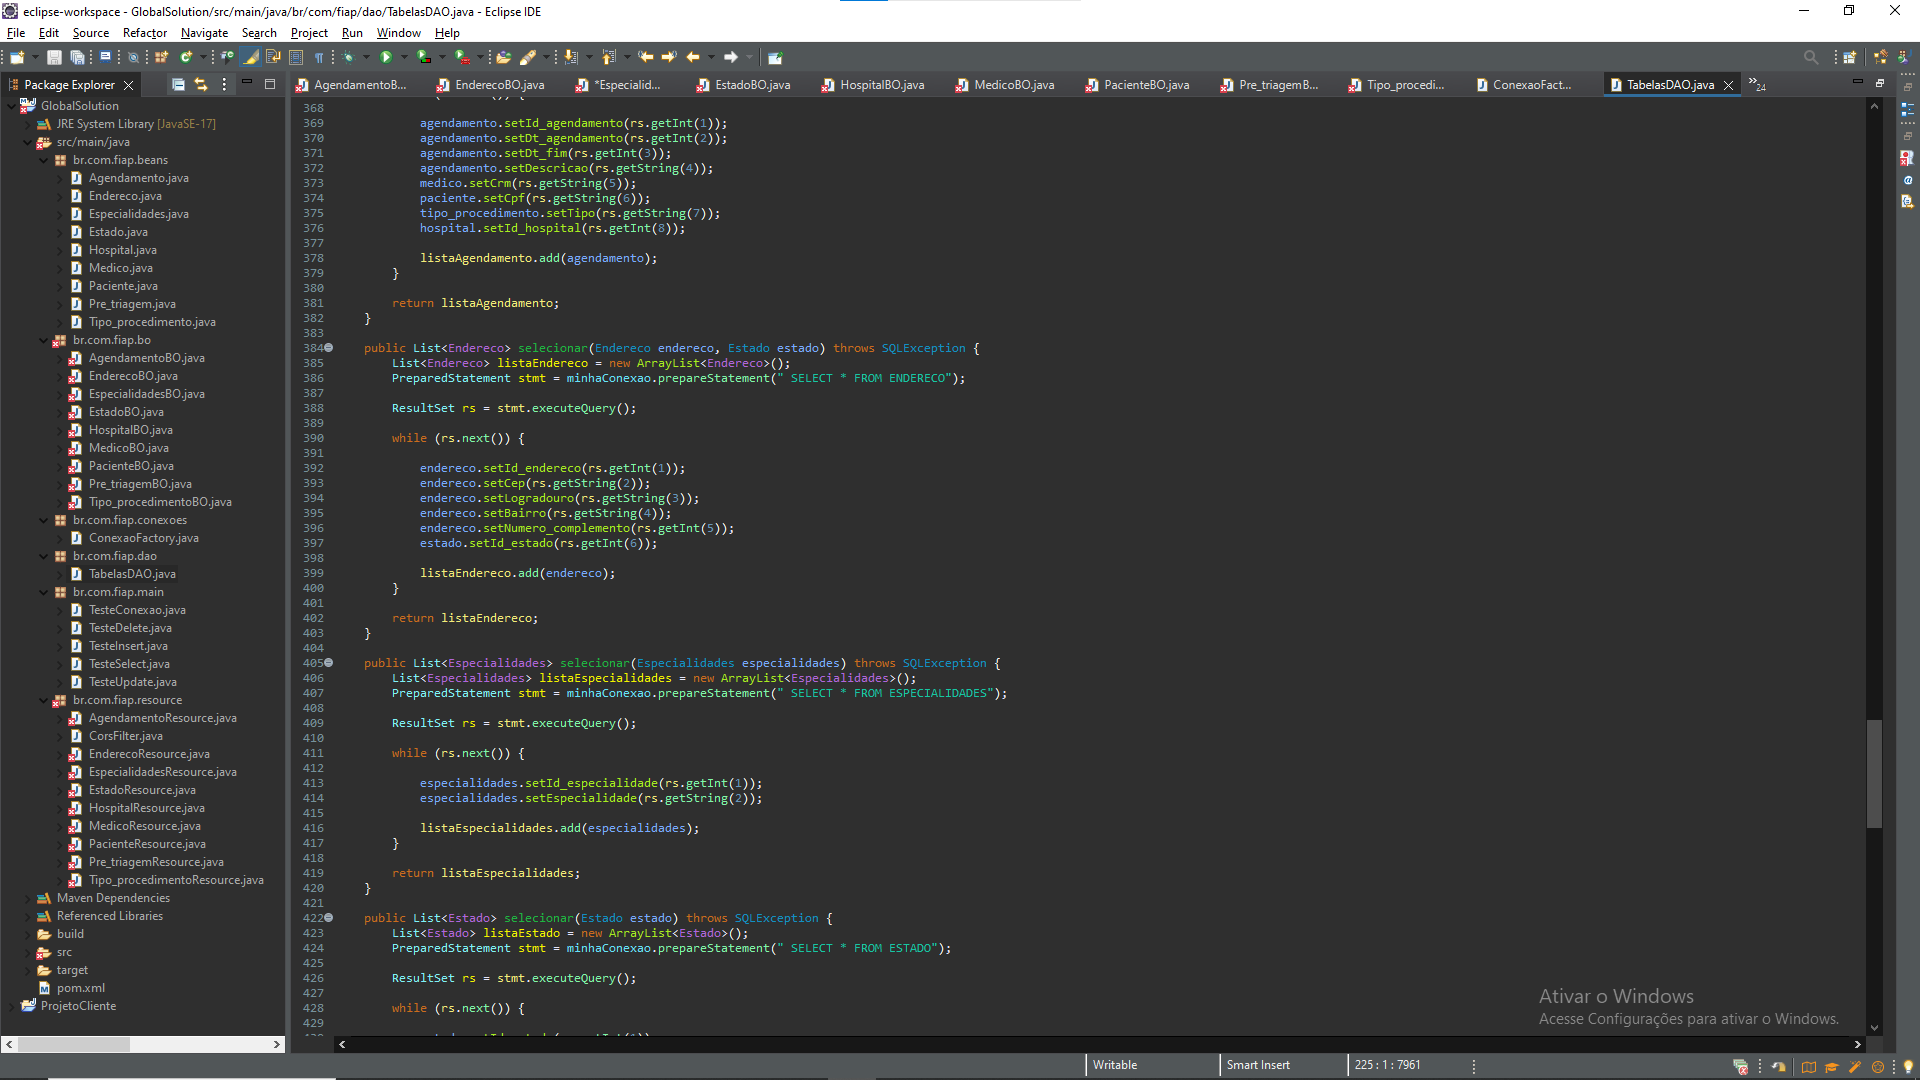 eclipse-workspace - GlobalSolution/src/main/java/br/com/fiap/dao/TabelasDAO.java - Eclipse IDE
File Edit Source Refactor Navigate Search Project Run Window Help
Package Explorer
AgendamentoB... EnderecoBO.java *Especialid... EstadoBO.java HospitalBO.java MedicoBO.java PacienteBO.java Pre_triagemB... Tipo_procedi... ConexaoFact... TabelasDAO.java »24
GlobalSolution
JRE System Library [JavaSE-17]
src/main/java
br.com.fiap.beans
Agendamento.java
Endereco.java
Especialidades.java
Estado.java
Hospital.java
Medico.java
Paciente.java
Pre_triagem.java
Tipo_procedimento.java
br.com.fiap.bo
AgendamentoBO.java
EnderecoBO.java
EspecialidadesBO.java
EstadoBO.java
HospitalBO.java
MedicoBO.java
PacienteBO.java
Pre_triagemBO.java
Tipo_procedimentoBO.java
br.com.fiap.conexoes
ConexaoFactory.java
br.com.fiap.dao
TabelasDAO.java
br.com.fiap.main
TesteConexao.java
TesteDelete.java
TesteInsert.java
TesteSelect.java
TesteUpdate.java
br.com.fiap.resource
AgendamentoResource.java
CorsFilter.java
EnderecoResource.java
EspecialidadesResource.java
EstadoResource.java
HospitalResource.java
MedicoResource.java
PacienteResource.java
Pre_triagemResource.java
Tipo_procedimentoResource.java
Maven Dependencies
Referenced Libraries
build
src
target
pom.xml
ProjetoCliente
368
369 agendamento.setId_agendamento(rs.getInt(1));
370 agendamento.setDt_agendamento(rs.getInt(2));
371 agendamento.setDt_fim(rs.getInt(3));
372 agendamento.setDescricao(rs.getString(4));
373 medico.setCrm(rs.getString(5));
374 paciente.setCpf(rs.getString(6));
375 tipo_procedimento.setTipo(rs.getString(7));
376 hospital.setId_hospital(rs.getInt(8));
377
378 listaAgendamento.add(agendamento);
379 }
380
381 return listaAgendamento;
382 }
383
384 public List<Endereco> selecionar(Endereco endereco, Estado estado) throws SQLException {
385 List<Endereco> listaEndereco = new ArrayList<Endereco>();
386 PreparedStatement stmt = minhaConexao.prepareStatement(" SELECT * FROM ENDERECO");
387
388 ResultSet rs = stmt.executeQuery();
389
390 while (rs.next()) {
391
392 endereco.setId_endereco(rs.getInt(1));
393 endereco.setCep(rs.getString(2));
394 endereco.setLogradouro(rs.getString(3));
395 endereco.setBairro(rs.getString(4));
396 endereco.setNumero_complemento(rs.getInt(5));
397 estado.setId_estado(rs.getInt(6));
398
399 listaEndereco.add(endereco);
400 }
401
402 return listaEndereco;
403 }
404
405 public List<Especialidades> selecionar(Especialidades especialidades) throws SQLException {
406 List<Especialidades> listaEspecialidades = new ArrayList<Especialidades>();
407 PreparedStatement stmt = minhaConexao.prepareStatement(" SELECT * FROM ESPECIALIDADES");
408
409 ResultSet rs = stmt.executeQuery();
410
411 while (rs.next()) {
412
413 especialidades.setId_especialidade(rs.getInt(1));
414 especialidades.setEspecialidade(rs.getString(2));
415
416 listaEspecialidades.add(especialidades);
417 }
418
419 return listaEspecialidades;
420 }
421
422 public List<Estado> selecionar(Estado estado) throws SQLException {
423 List<Estado> listaEstado = new ArrayList<Estado>();
424 PreparedStatement stmt = minhaConexao.prepareStatement(" SELECT * FROM ESTADO");
425
426 ResultSet rs = stmt.executeQuery();
427
428 while (rs.next()) {
429
Ativar o Windows
Acesse Configurações para ativar o Windows.
Writable Smart Insert 225 : 1 : 7961